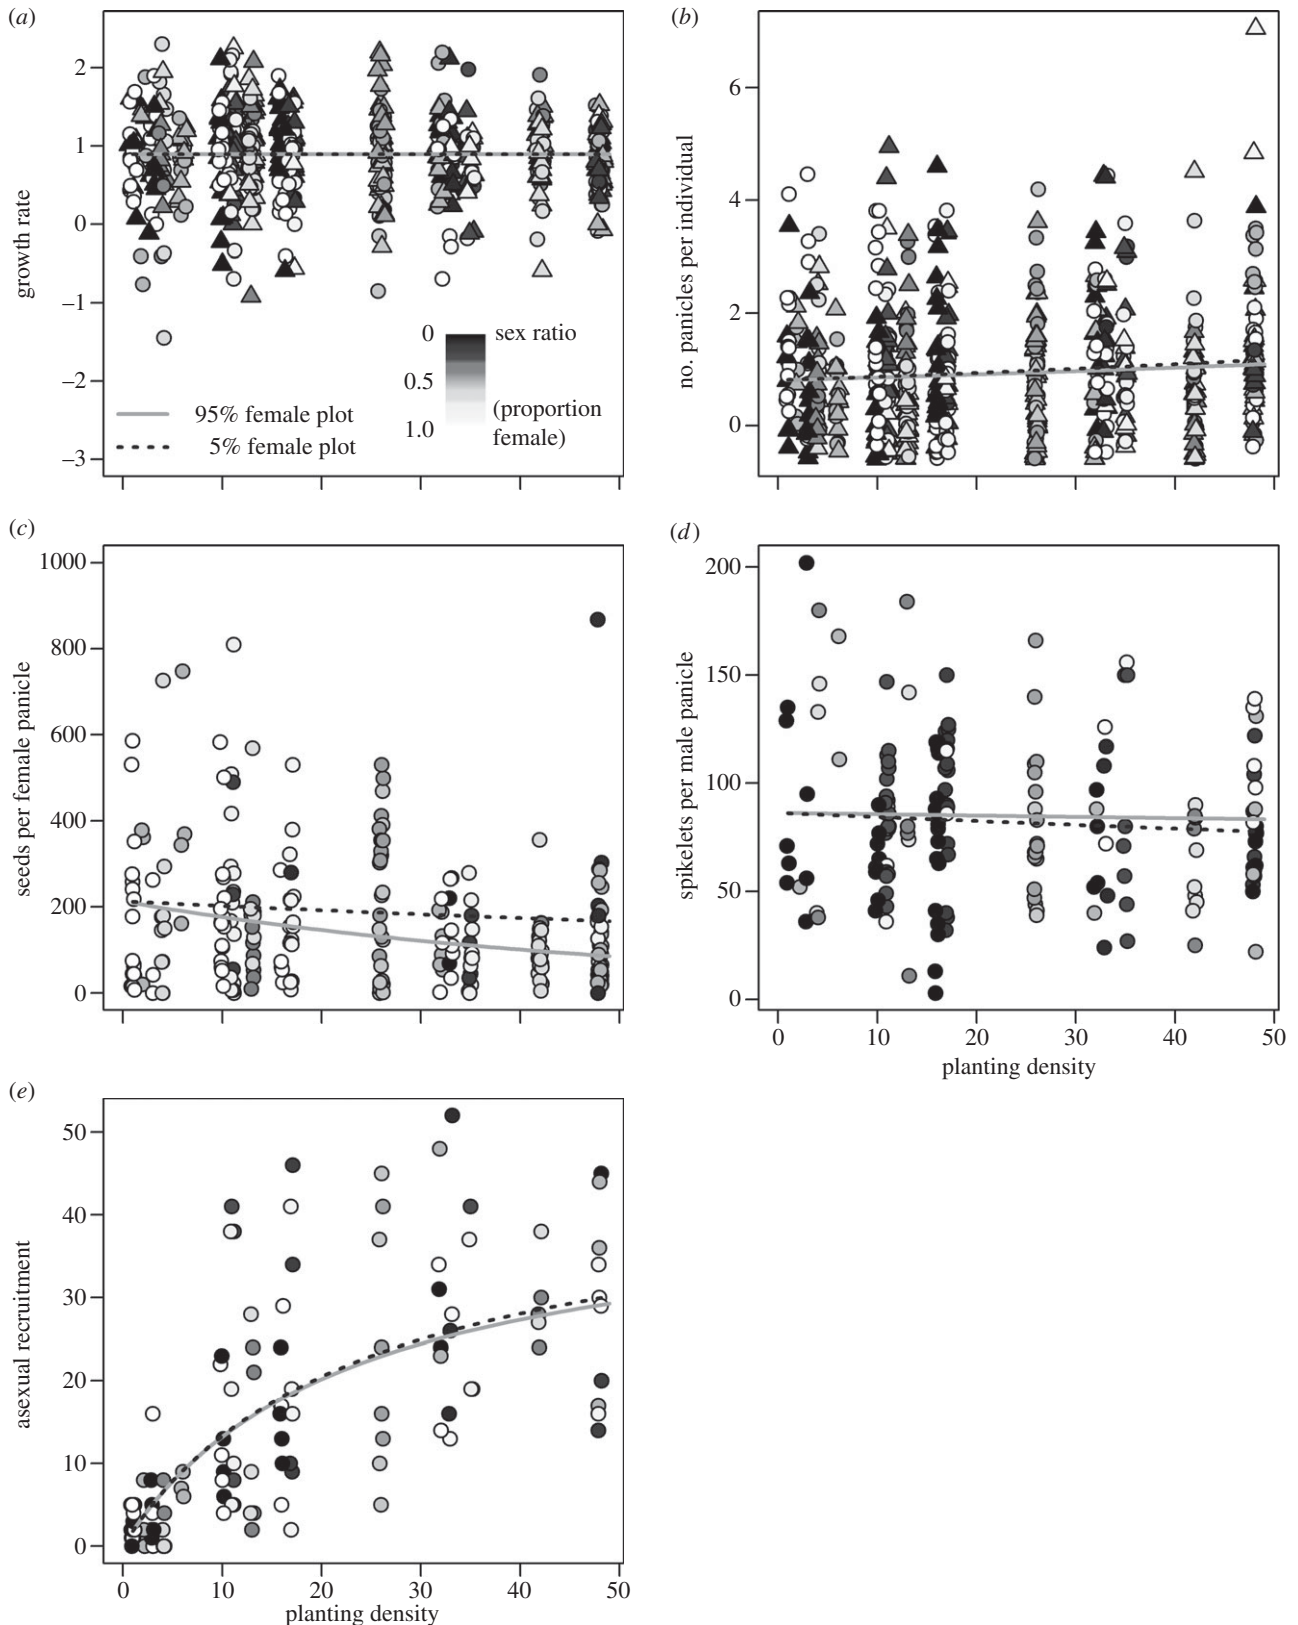 (a)
growth rate
2
1
0
–1
–2
–3
95% female plot
5% female plot
0
0.5
1.0
sex ratio
(proportion
female)
(b)
no. panicles per individual
6
4
2
0
(c)
seeds per female panicle
1000
800
600
400
200
0
(d)
spikelets per male panicle
200
150
100
50
0
0 10 20 30 40 50
planting density
(e)
asexual recruitment
50
40
30
20
10
0
0 10 20 30 40 50
planting density